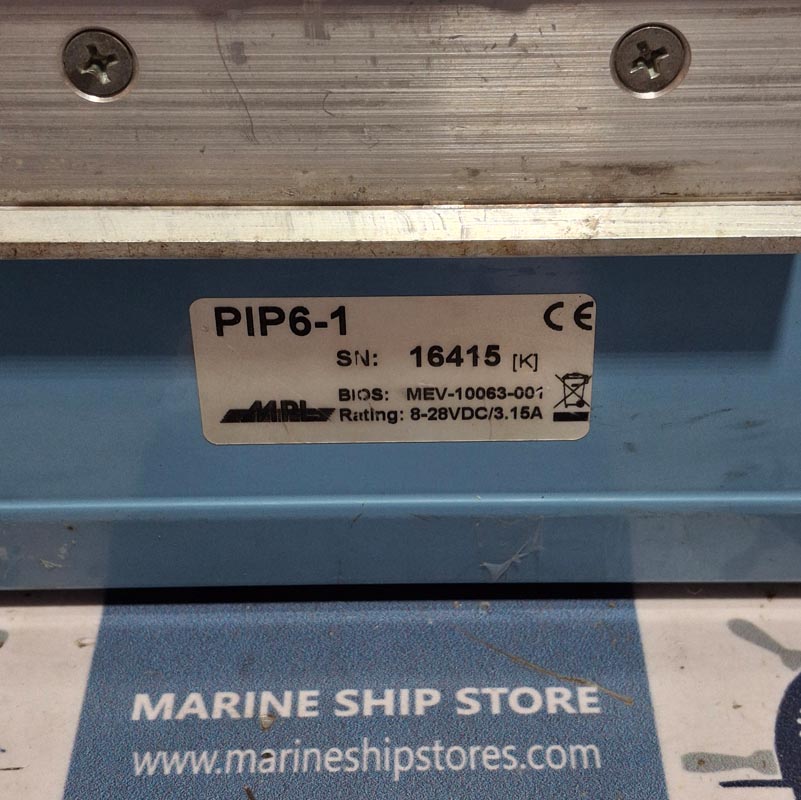 PIP6-1 CE
SN: 16415 [K]
BIOS: MEV-10063-001
MPL Rating: 8-28VDC/3.15A
MARINE SHIP STORE
www.marineshipstores.com